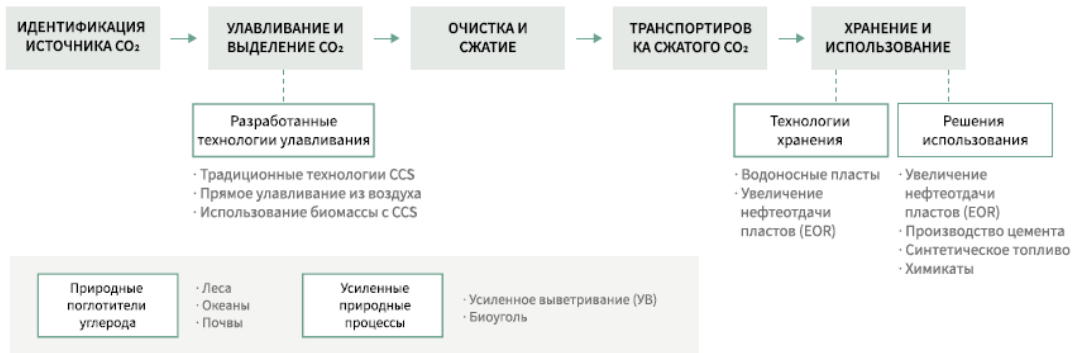 ИДЕНТИФИКАЦИЯ
ИСТОЧНИКА CO₂
УЛАВЛИВАНИЕ И
ВЫДЕЛЕНИЕ CO₂
ОЧИСТКА И
СЖАТИЕ
ТРАНСПОРТИРОВ
КА СЖАТОГО CO₂
ХРАНЕНИЕ И
ИСПОЛЬЗОВАНИЕ
Разработанные
технологии улавливания
· Традиционные технологии CCS
· Прямое улавливание из воздуха
· Использование биомассы с CCS
Технологии
хранения
· Водоносные пласты
· Увеличение
нефтеотдачи
пластов (EOR)
Решения
использования
· Увеличение
нефтеотдачи
пластов (EOR)
· Производство цемента
· Синтетическое топливо
· Химикаты
Природные
поглотители
углерода
· Леса
· Океаны
· Почвы
Усиленные
природные
процессы
· Усиленное выветривание (УВ)
· Биоуголь